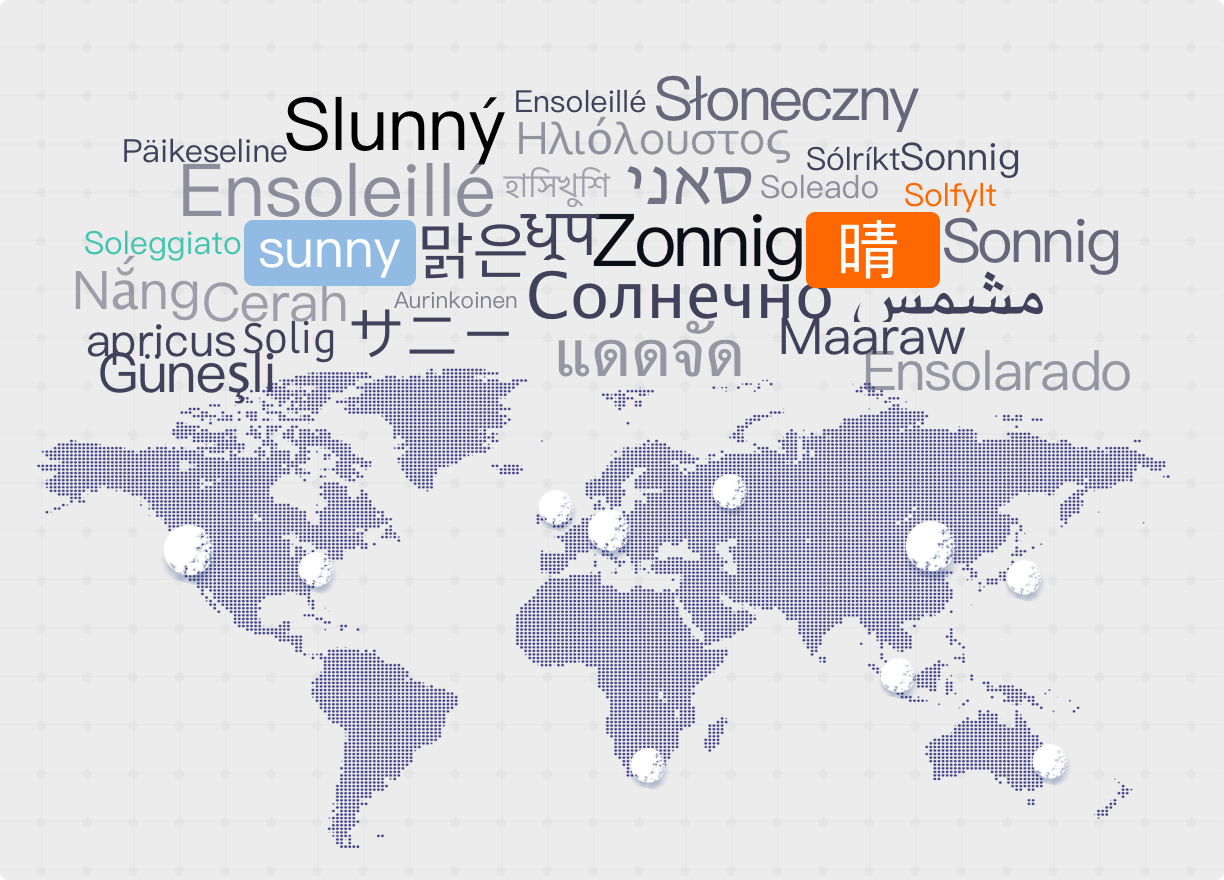 Ensoleillé Słoneczny
Slunný
Ηλιόλουστος
Päikeseline Sólríkt Sonnig
Ensoleillé হাসিখুশি סאני Soleado Solfylt
Soleggiato sunny 맑은 धुप Zonnig 晴 Sonnig
Nắng Cerah Aurinkoinen Солнечно مشمس
apricus Solig サニー Maaraw
Güneşli แดดจัด Ensolarado